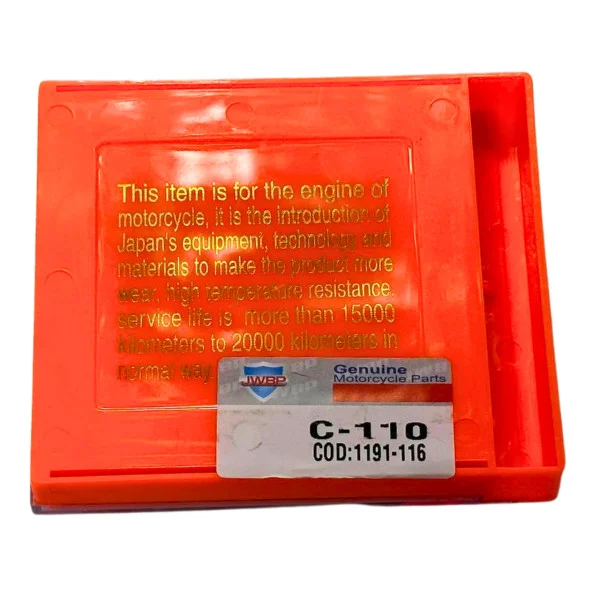 This item is for the engine of
motorcycle, it is the introduction of
Japan's equipment, technology and
materials to make the product more
wear, high temperature resistance.
service life is more than 15000
kilometers to 20000 kilometers in
normal way
JWBP
Genuine
Motorcycle Parts
C-110
COD:1191-116